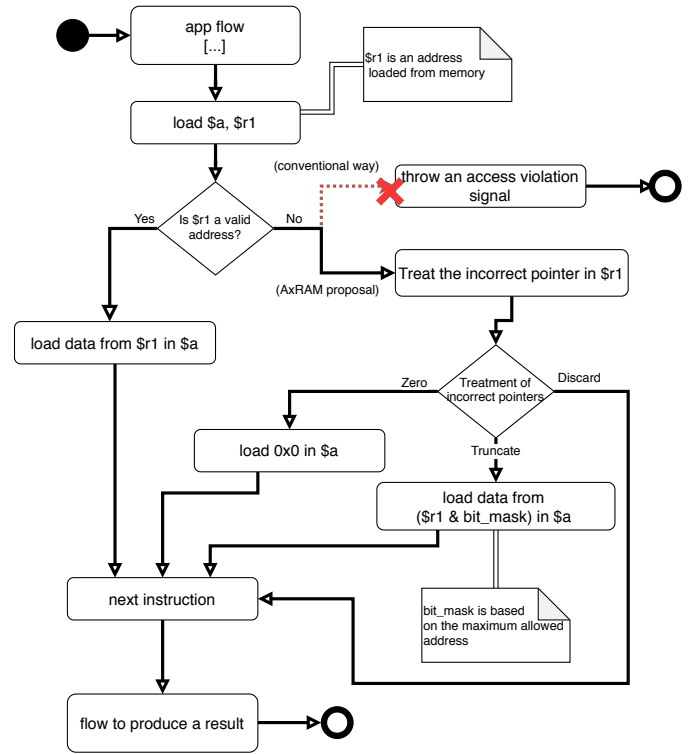 app flow
[...]
$r1 is an address
loaded from memory
load $a, $r1
(conventional way)
throw an access violation
signal
Yes
Is $r1 a valid
address?
No
(AxRAM proposal)
Treat the incorrect pointer in $r1
load data from $r1 in $a
Zero
Treatment of
incorrect pointers
Discard
load 0x0 in $a
Truncate
load data from
($r1 & bit_mask) in $a
next instruction
bit_mask is based
on the maximum allowed
address
flow to produce a result